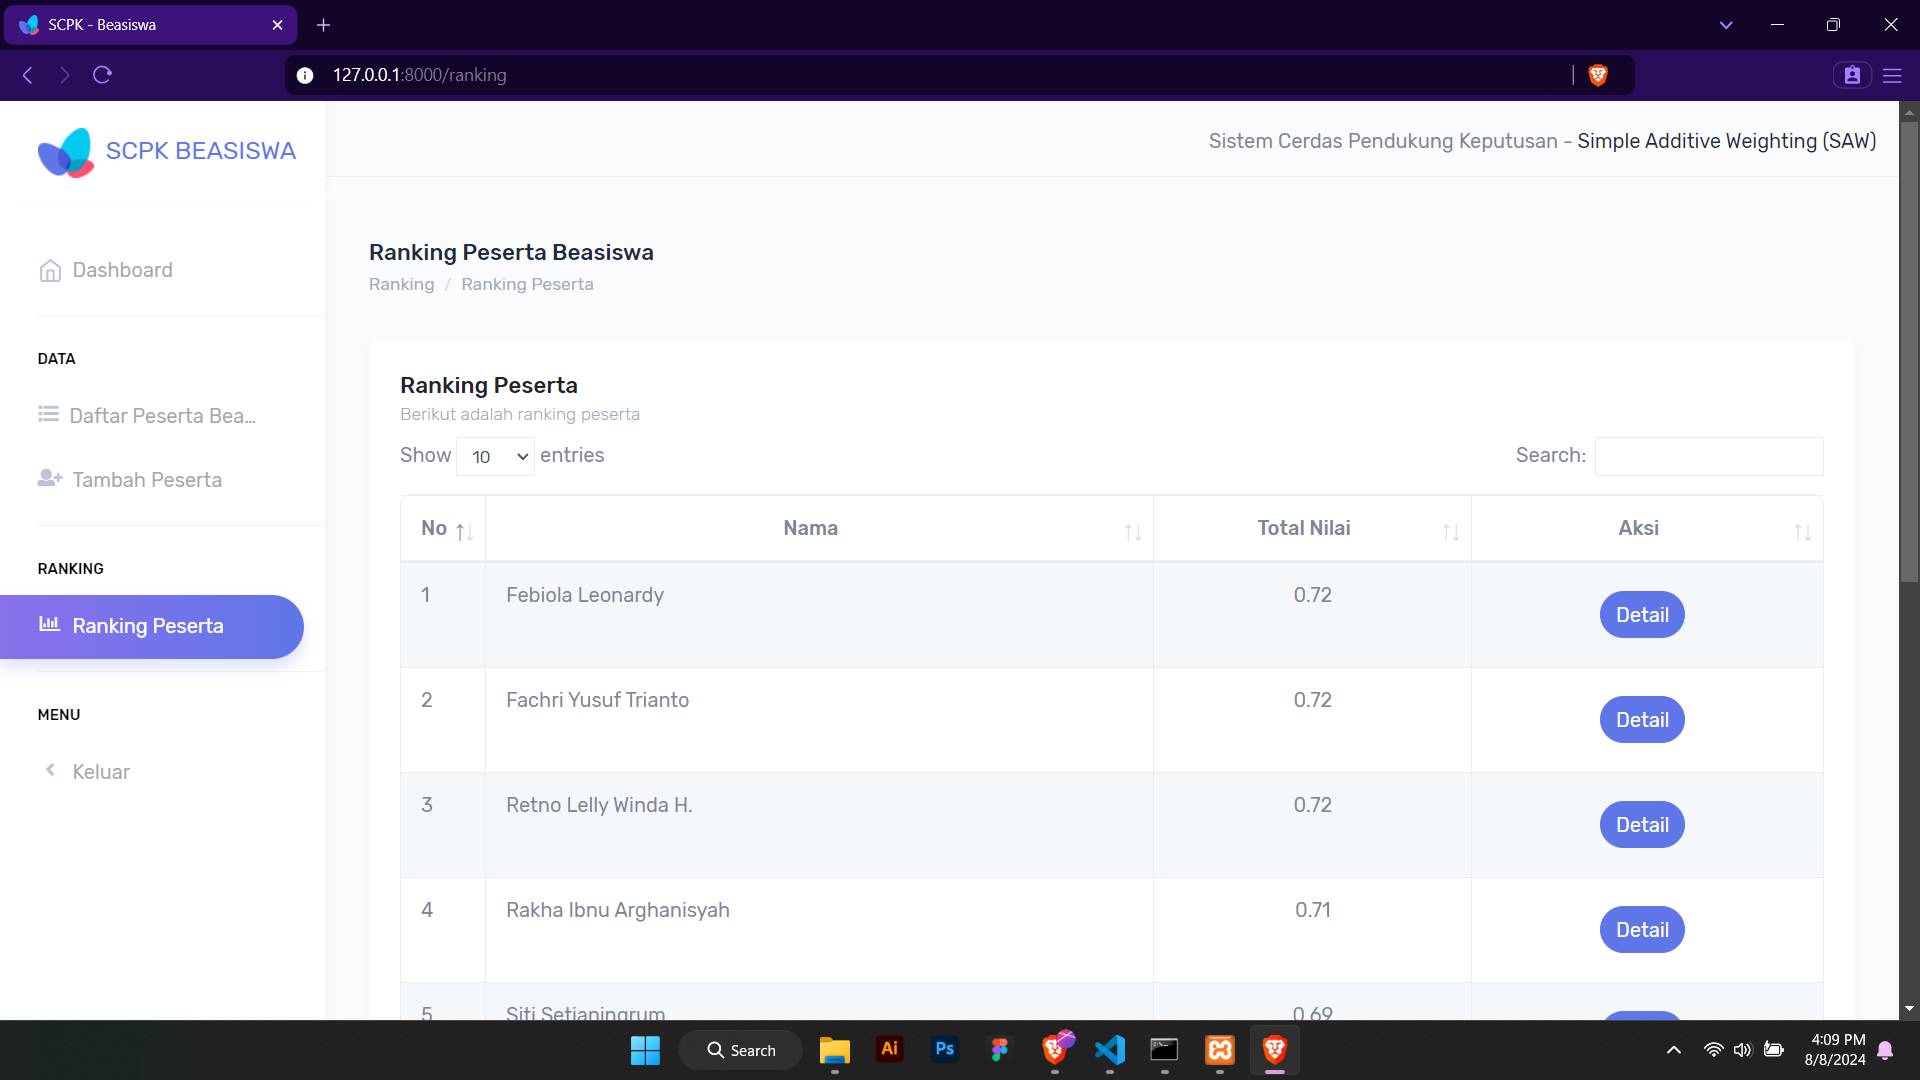 SCPK - Beasiswa
127.0.0.1:8000/ranking
SCPK BEASISWA
Sistem Cerdas Pendukung Keputusan - Simple Additive Weighting (SAW)
Dashboard
DATA
Daftar Peserta Bea...
Tambah Peserta
RANKING
Ranking Peserta
MENU
Keluar
Ranking Peserta Beasiswa
Ranking / Ranking Peserta
Ranking Peserta
Berikut adalah ranking peserta
Show 10 entries
Search:
No Nama Total Nilai Aksi
1 Febiola Leonardy 0.72 Detail
2 Fachri Yusuf Trianto 0.72 Detail
3 Retno Lelly Winda H. 0.72 Detail
4 Rakha Ibnu Arghanisyah 0.71 Detail
5 Siti Setianingrum 0.69
Search
Ai
Ps
4:09 PM
8/8/2024